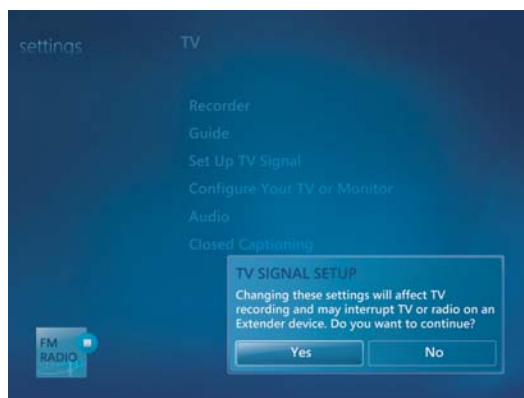 settings
TV
Recorder
Guide
Set Up TV Signal
Configure Your TV or Monitor
Audio
Closed Captioning
TV SIGNAL SETUP
Changing these settings will affect TV
recording and may interrupt TV or radio on an
Extender device. Do you want to continue?
Yes
No
FM
RADIO